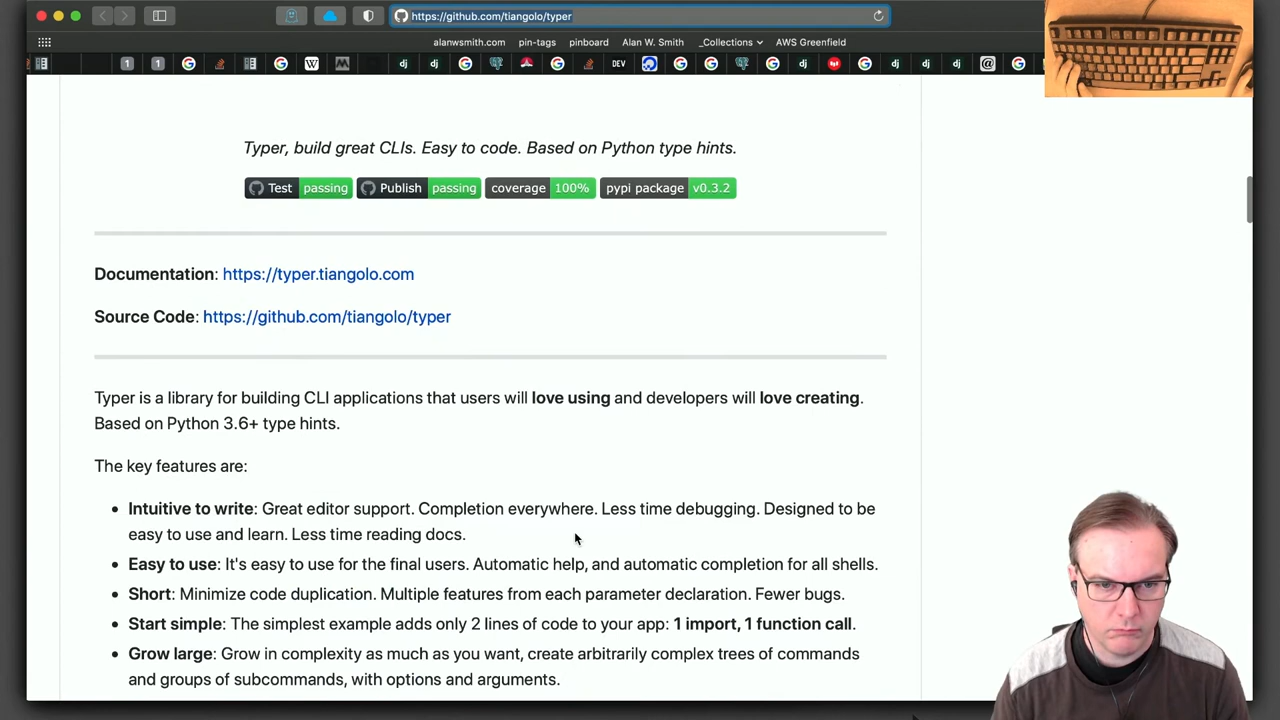 https://github.com/tiangolo/typer
alanwsmith.com pin-tags pinboard Alan W. Smith _Collections AWS Greenfield
1 1 G G W dj dj G G DEV G G G dj G dj dj dj @ G
Typer, build great CLIs. Easy to code. Based on Python type hints.
Test passing Publish passing coverage 100% pypi package v0.3.2
Documentation: https://typer.tiangolo.com
Source Code: https://github.com/tiangolo/typer
Typer is a library for building CLI applications that users will love using and developers will love creating.
Based on Python 3.6+ type hints.
The key features are:
• Intuitive to write: Great editor support. Completion everywhere. Less time debugging. Designed to be
easy to use and learn. Less time reading docs.
• Easy to use: It's easy to use for the final users. Automatic help, and automatic completion for all shells.
• Short: Minimize code duplication. Multiple features from each parameter declaration. Fewer bugs.
• Start simple: The simplest example adds only 2 lines of code to your app: 1 import, 1 function call.
• Grow large: Grow in complexity as much as you want, create arbitrarily complex trees of commands
and groups of subcommands, with options and arguments.